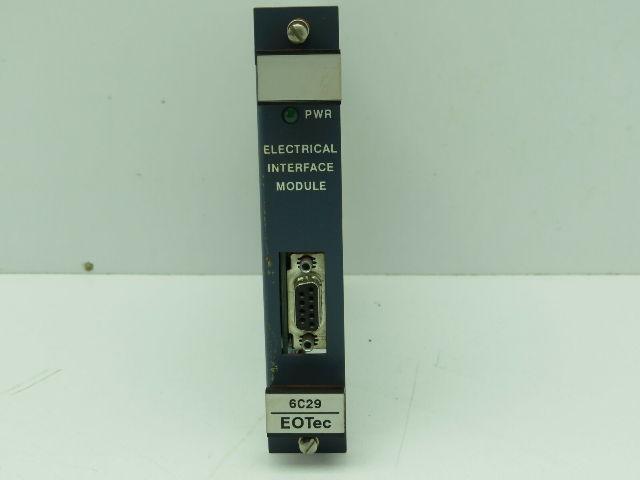 PWR
ELECTRICAL
INTERFACE
MODULE
6C29
EOTec